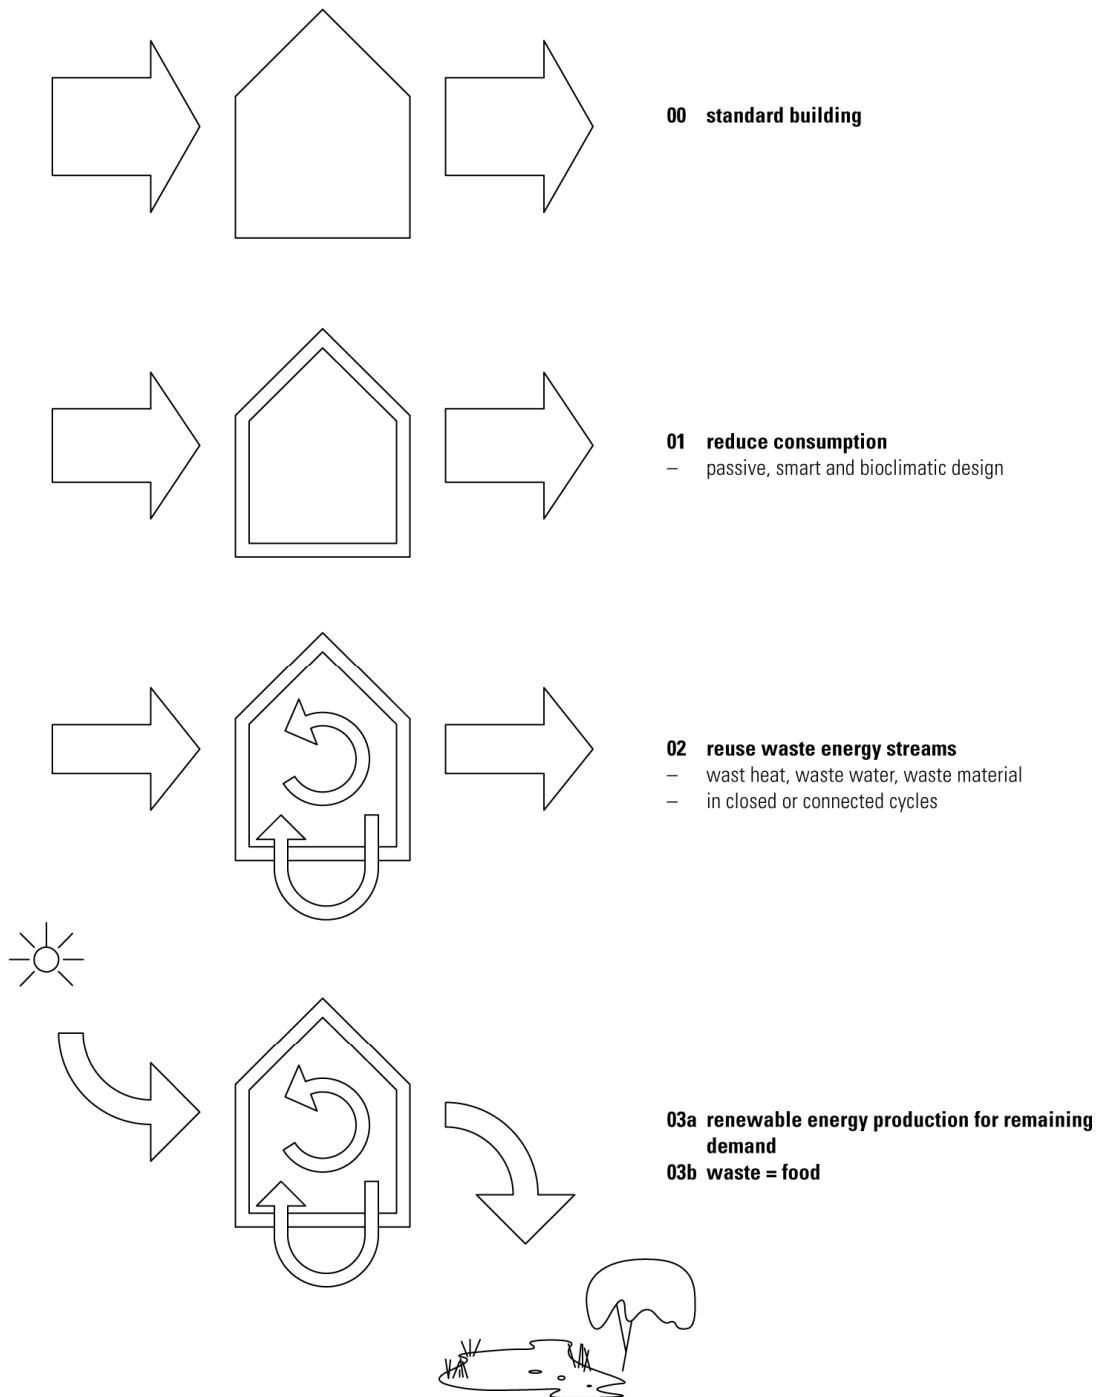 00 standard building
01 reduce consumption
– passive, smart and bioclimatic design
02 reuse waste energy streams
– wast heat, waste water, waste material
– in closed or connected cycles
03a renewable energy production for remaining
demand
03b waste = food